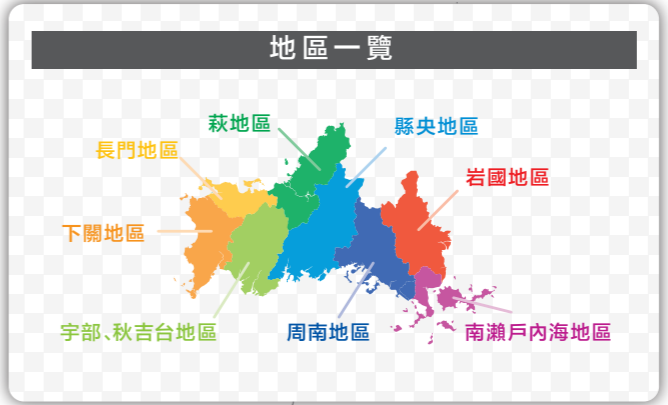 地區一覽
萩地區
縣央地區
長門地區
岩國地區
下關地區
宇部、秋吉台地區
周南地區
南瀨戶內海地區